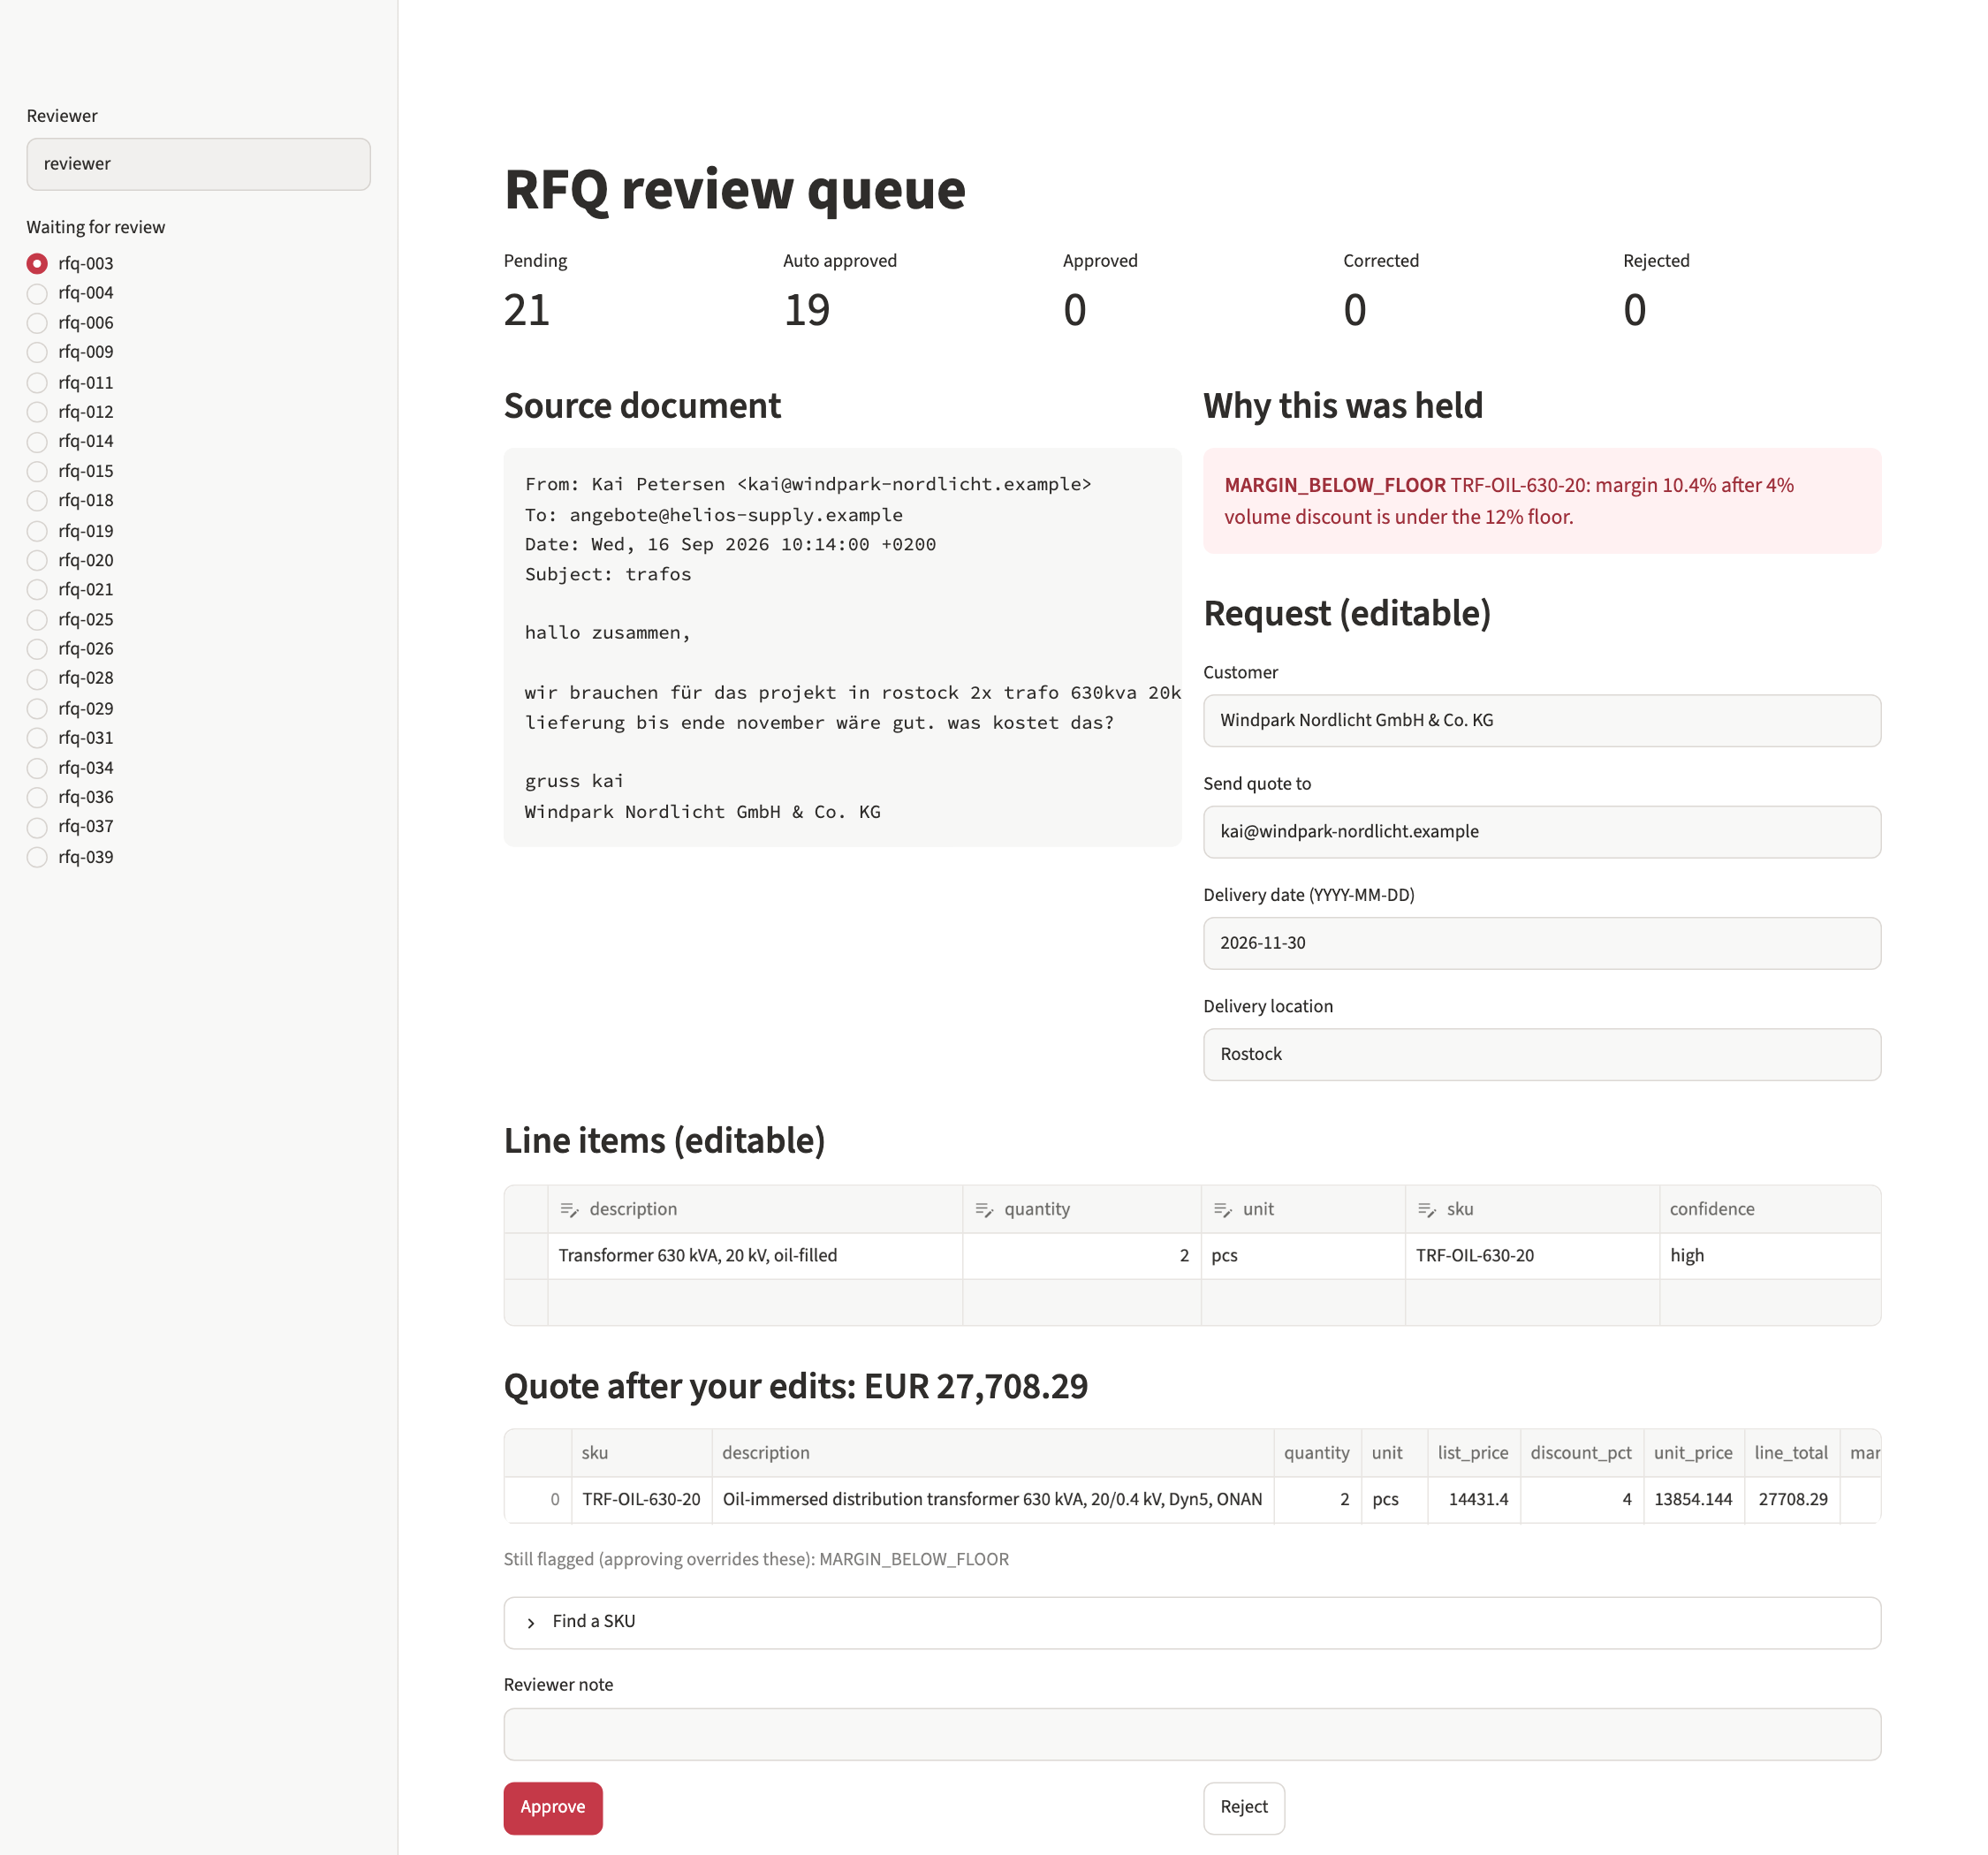 Reviewer
reviewer
Waiting for review
rfq-003
rfq-004
rfq-006
rfq-009
rfq-011
rfq-012
rfq-014
rfq-015
rfq-018
rfq-019
rfq-020
rfq-021
rfq-025
rfq-026
rfq-028
rfq-029
rfq-031
rfq-034
rfq-036
rfq-037
rfq-039
RFQ review queue
Pending
21
Auto approved
19
Approved
0
Corrected
0
Rejected
0
Source document
From: Kai Petersen <kai@windpark-nordlicht.example>
To: angebote@helios-supply.example
Date: Wed, 16 Sep 2026 10:14:00 +0200
Subject: trafos
hallo zusammen,
wir brauchen für das projekt in rostock 2x trafo 630kva 20k
lieferung bis ende november wäre gut. was kostet das?
gruss kai
Windpark Nordlicht GmbH & Co. KG
Why this was held
MARGIN_BELOW_FLOOR TRF-OIL-630-20: margin 10.4% after 4%
volume discount is under the 12% floor.
Request (editable)
Customer
Windpark Nordlicht GmbH & Co. KG
Send quote to
kai@windpark-nordlicht.example
Delivery date (YYYY-MM-DD)
2026-11-30
Delivery location
Rostock
Line items (editable)
description quantity unit sku confidence
Transformer 630 kVA, 20 kV, oil-filled 2 pcs TRF-OIL-630-20 high
Quote after your edits: EUR 27,708.29
sku description quantity unit list_price discount_pct unit_price line_total mar
0 TRF-OIL-630-20 Oil-immersed distribution transformer 630 kVA, 20/0.4 kV, Dyn5, ONAN 2 pcs 14431.4 4 13854.144 27708.29
Still flagged (approving overrides these): MARGIN_BELOW_FLOOR
Find a SKU
Reviewer note
Approve
Reject